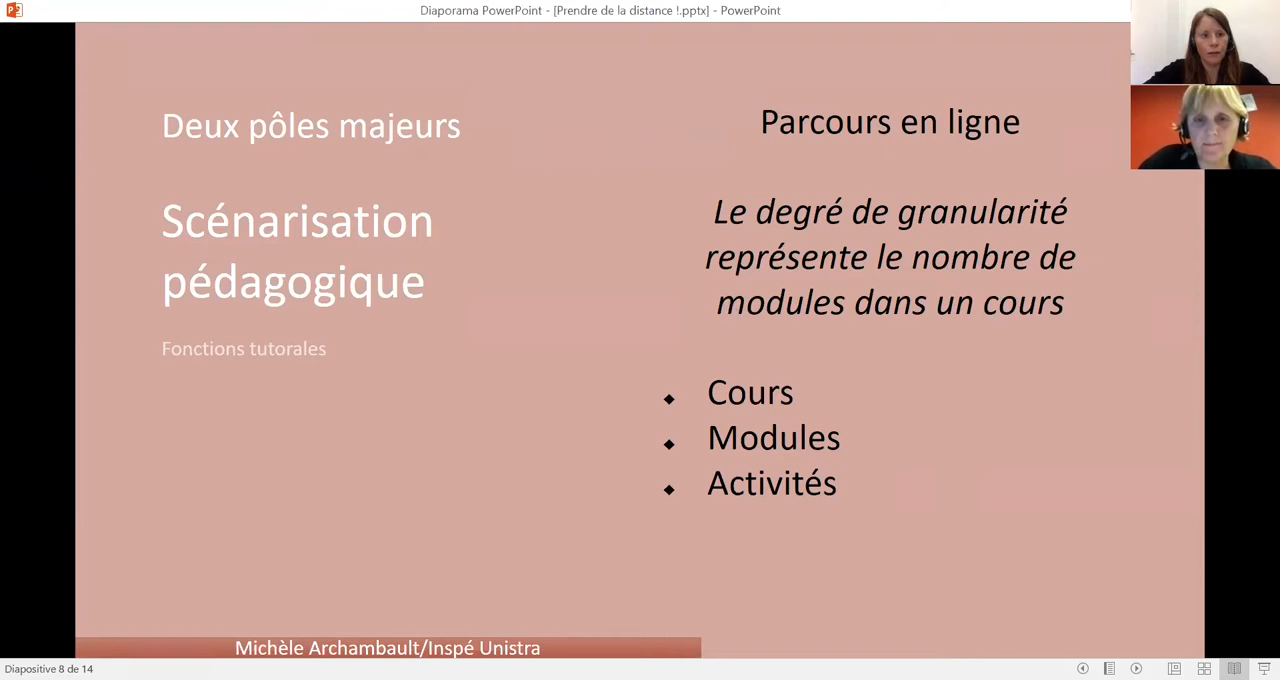 Diaporama PowerPoint - [Prendre de la distance !.pptx] - PowerPoint
Deux pôles majeurs
Scénarisation
pédagogique
Fonctions tutorales
Parcours en ligne
Le degré de granularité
représente le nombre de
modules dans un cours
Cours
Modules
Activités
Michèle Archambault/Inspé Unistra
Diapositive 8 de 14